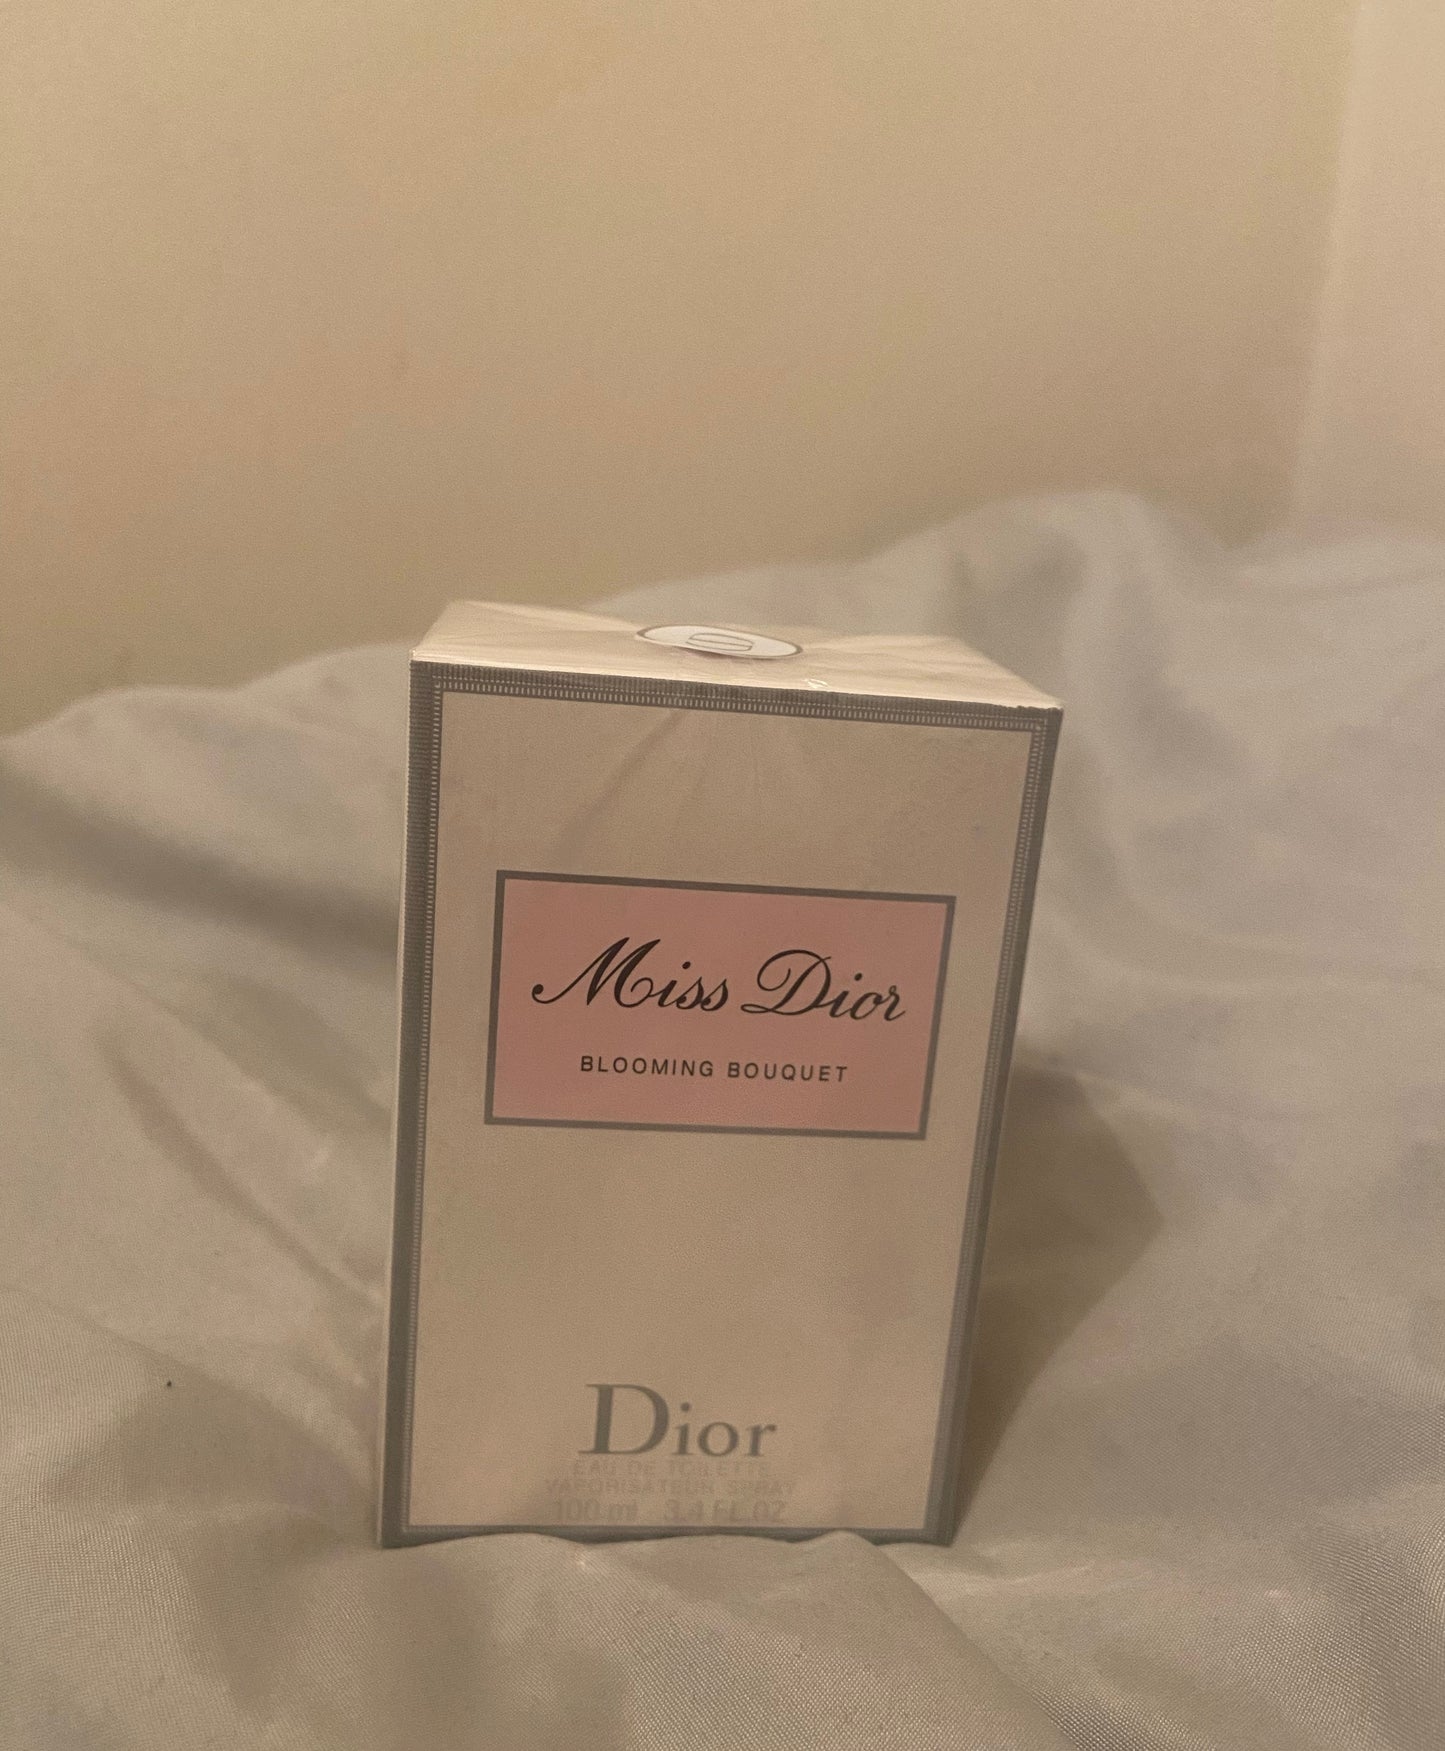 Miss Dior
BLOOMING BOUQUET
Dior
EAU DE TOILETTE
VAPORISATEUR SPRAY
100 ml 3.4 FL.OZ